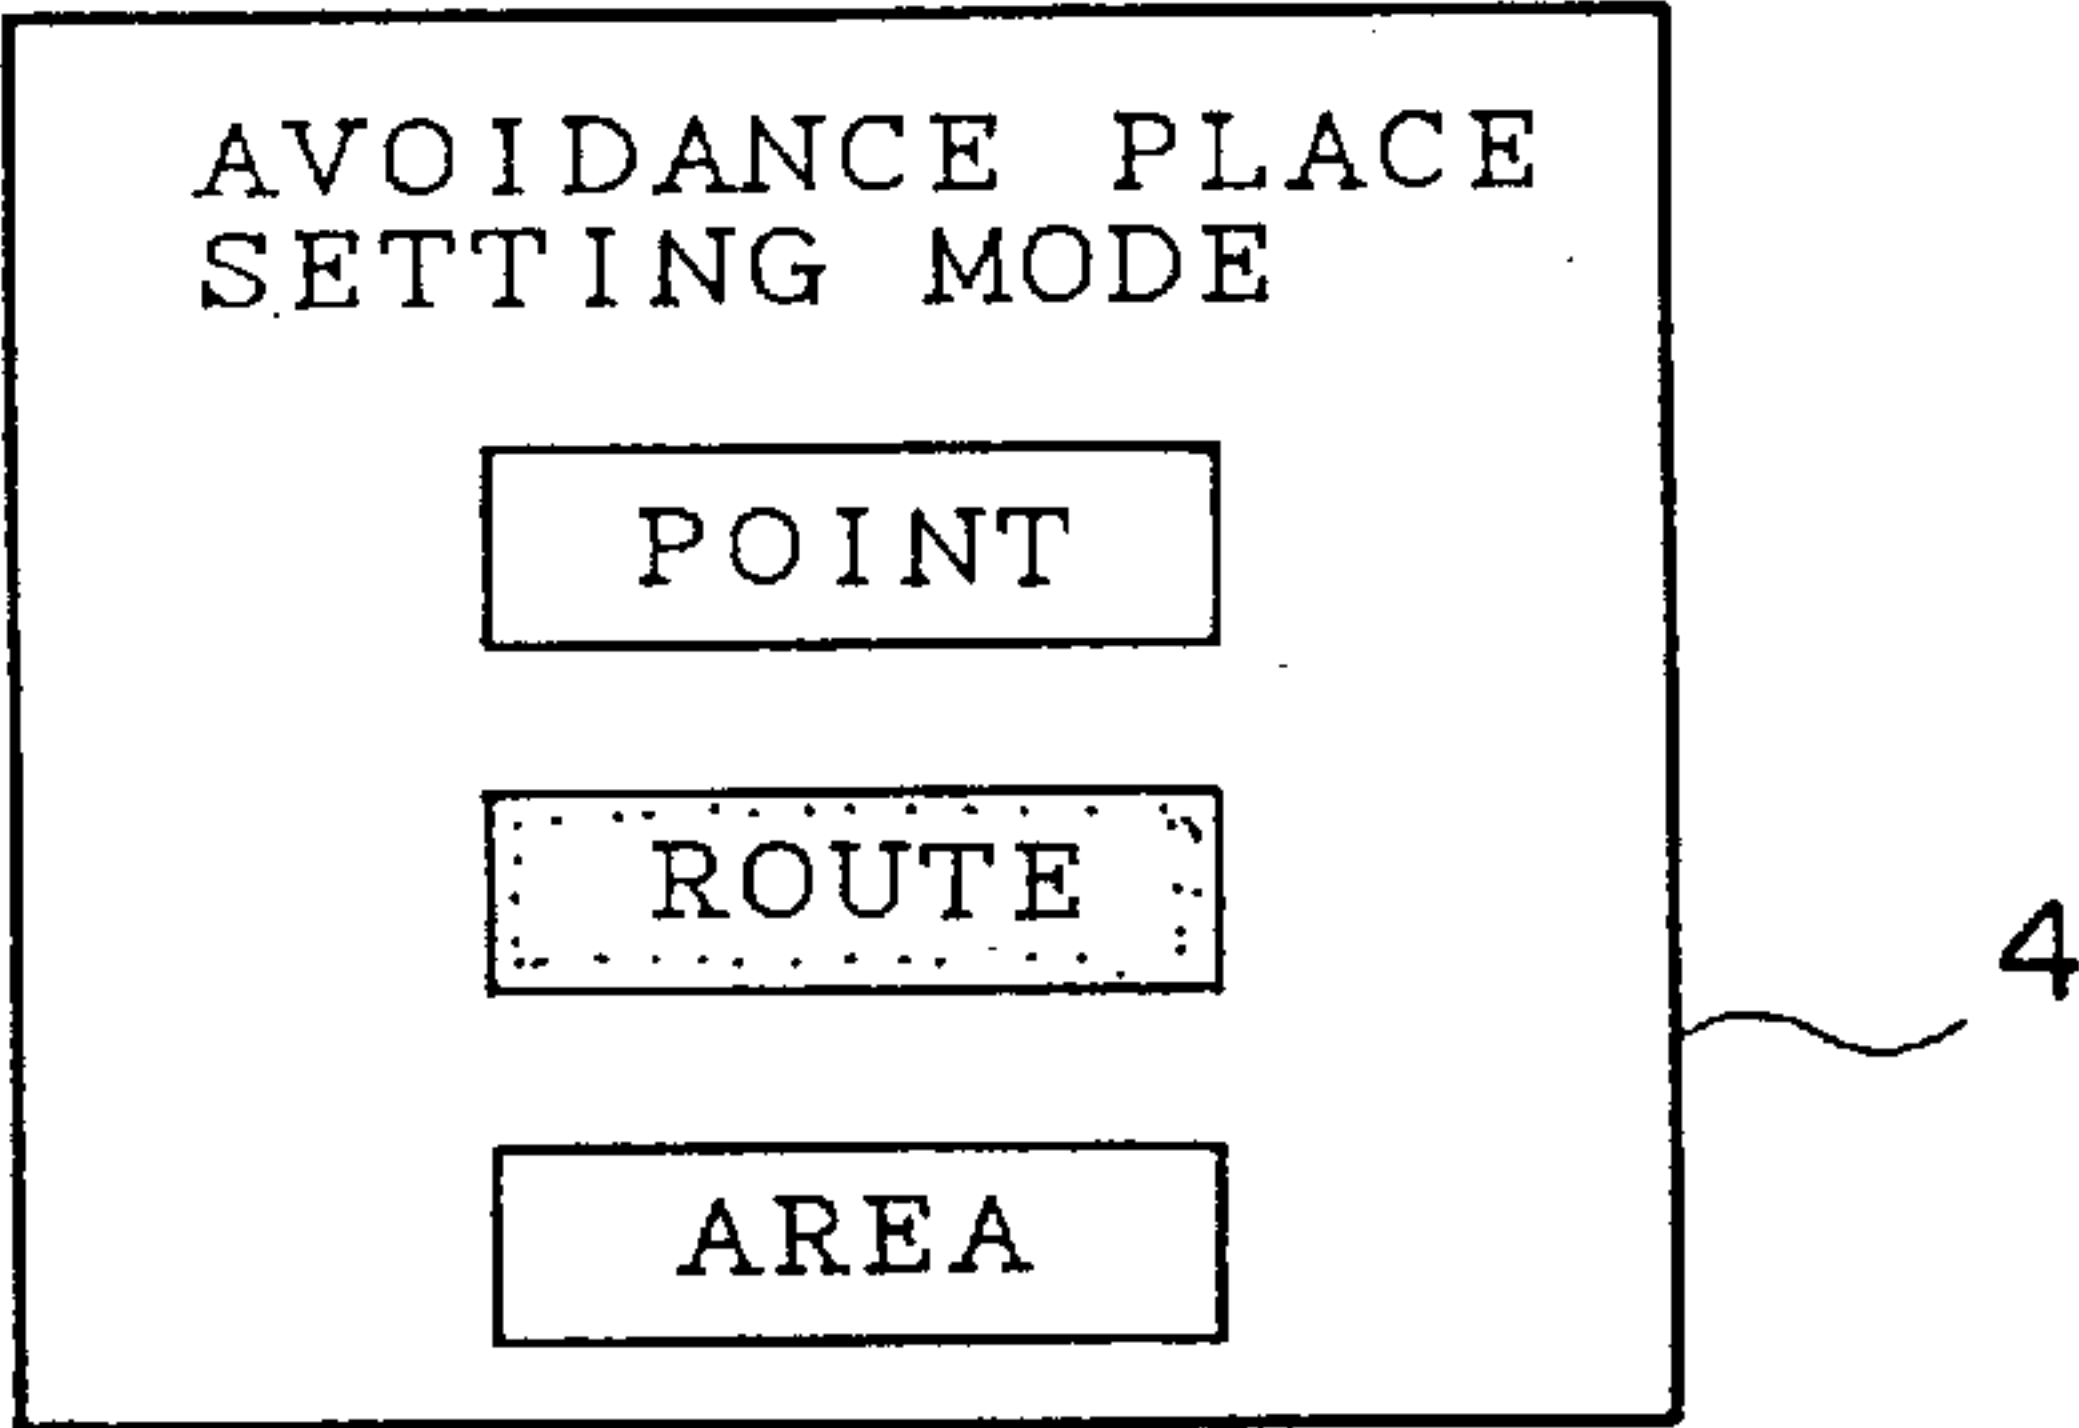 AVOIDANCE PLACE
SETTING MODE
POINT
ROUTE
4
AREA